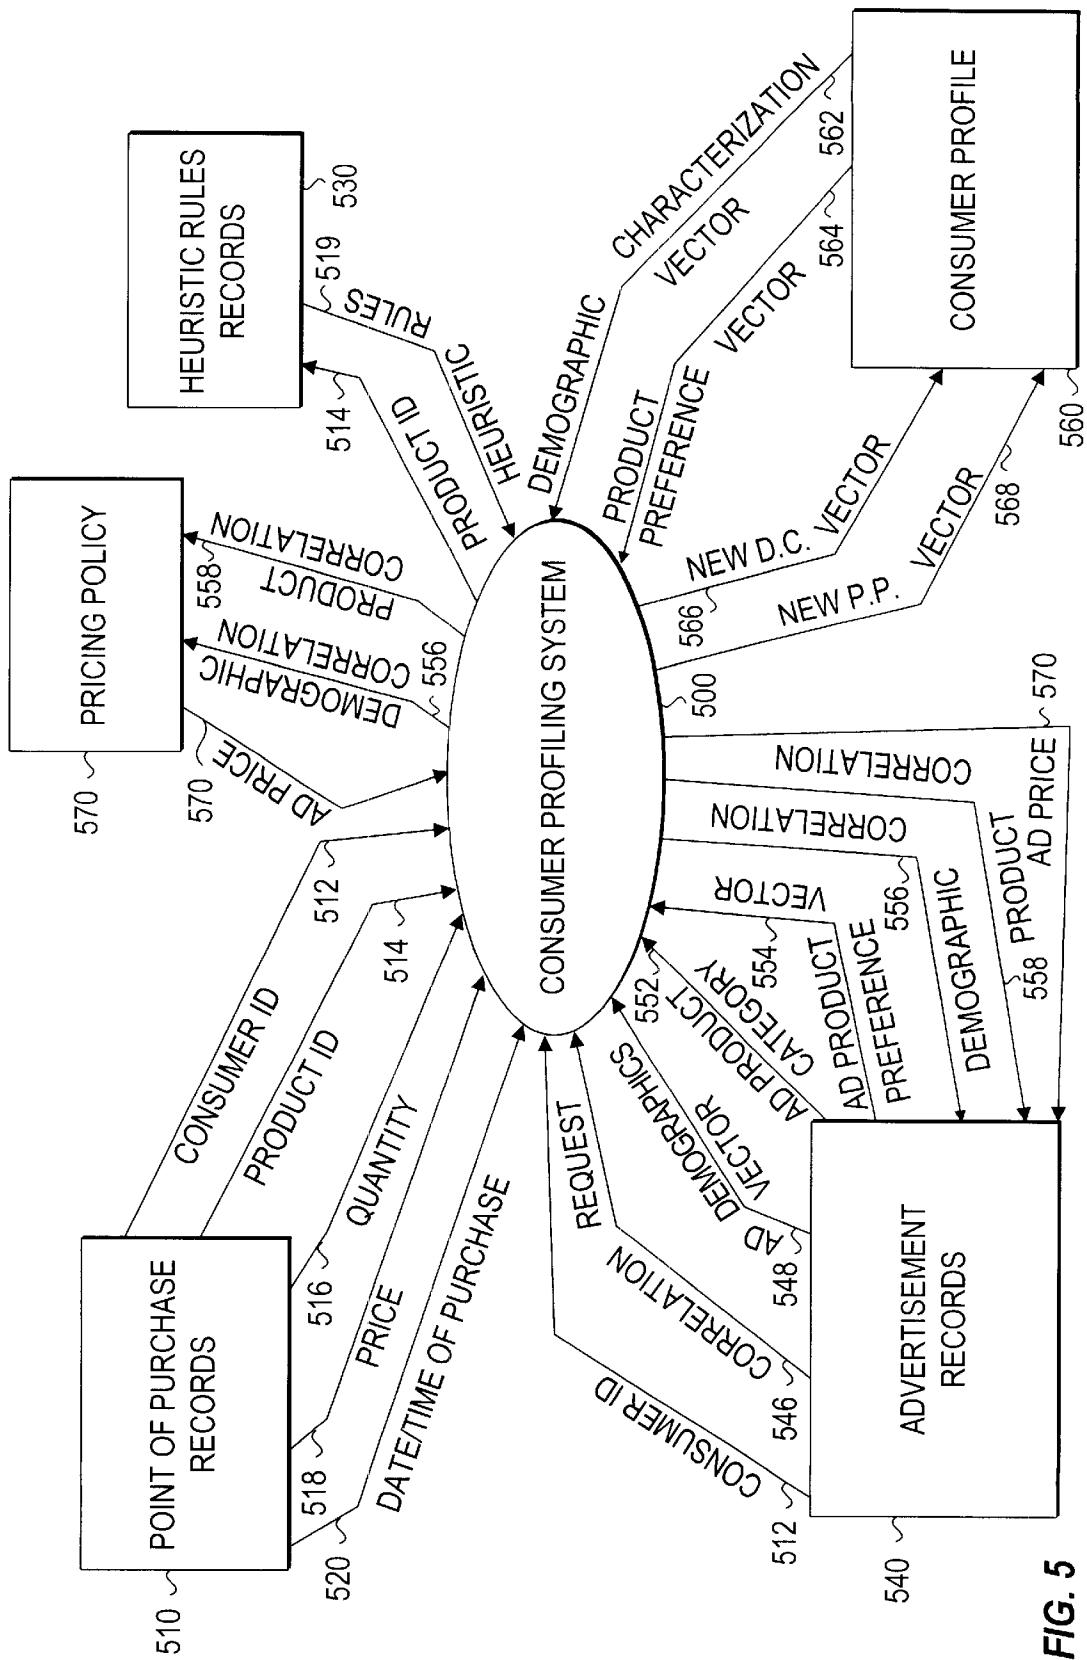 POINT OF PURCHASE
RECORDS
510
CONSUMER ID
512
PRODUCT ID
514
QUANTITY
516
PRICE
518
DATE/TIME OF PURCHASE
520
PRICING POLICY
570
AD PRICE
570
DEMOGRAPHIC
CORRELATION
556
PRODUCT
CORRELATION
558
HEURISTIC RULES
RECORDS
530
PRODUCT ID
514
HEURISTIC
RULES
519
CONSUMER PROFILING SYSTEM
500
DEMOGRAPHIC
CHARACTERIZATION
VECTOR
562
PRODUCT
PREFERENCE
VECTOR
564
NEW D.C. VECTOR
566
NEW P.P. VECTOR
568
CONSUMER PROFILE
560
ADVERTISEMENT
RECORDS
540
CONSUMER ID
512
CORRELATION
REQUEST
546
AD DEMOGRAPHICS
VECTOR
548
AD PRODUCT
CATEGORY
552
AD PRODUCT
PREFERENCE
VECTOR
554
CORRELATION
DEMOGRAPHIC
556
CORRELATION
PRODUCT
558
AD PRICE
570
FIG. 5